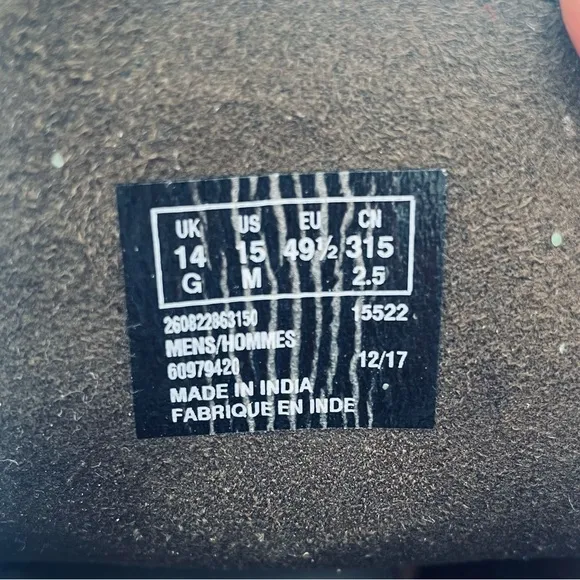 UK US EU CN
14 15 49½ 315
G M 2.5
260822863150 15522
MENS/HOMMES
60979420 12/17
MADE IN INDIA
FABRIQUE EN INDE